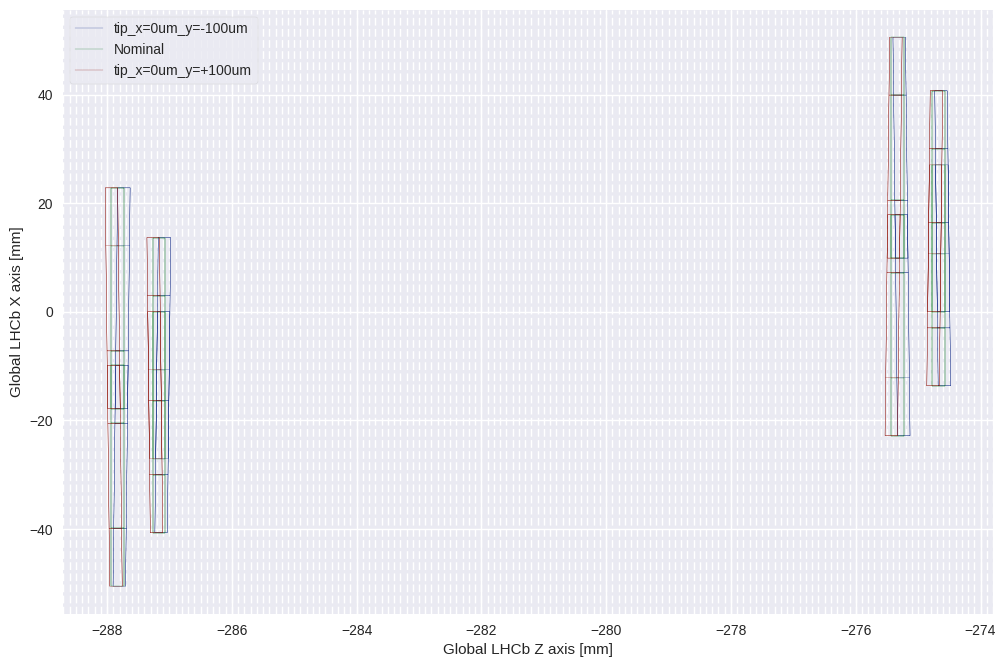 tip_x=0um_y=-100um
Nominal
tip_x=0um_y=+100um
40
20
0
−20
−40
Global LHCb X axis [mm]
−288 −286 −284 −282 −280 −278 −276 −274
Global LHCb Z axis [mm]